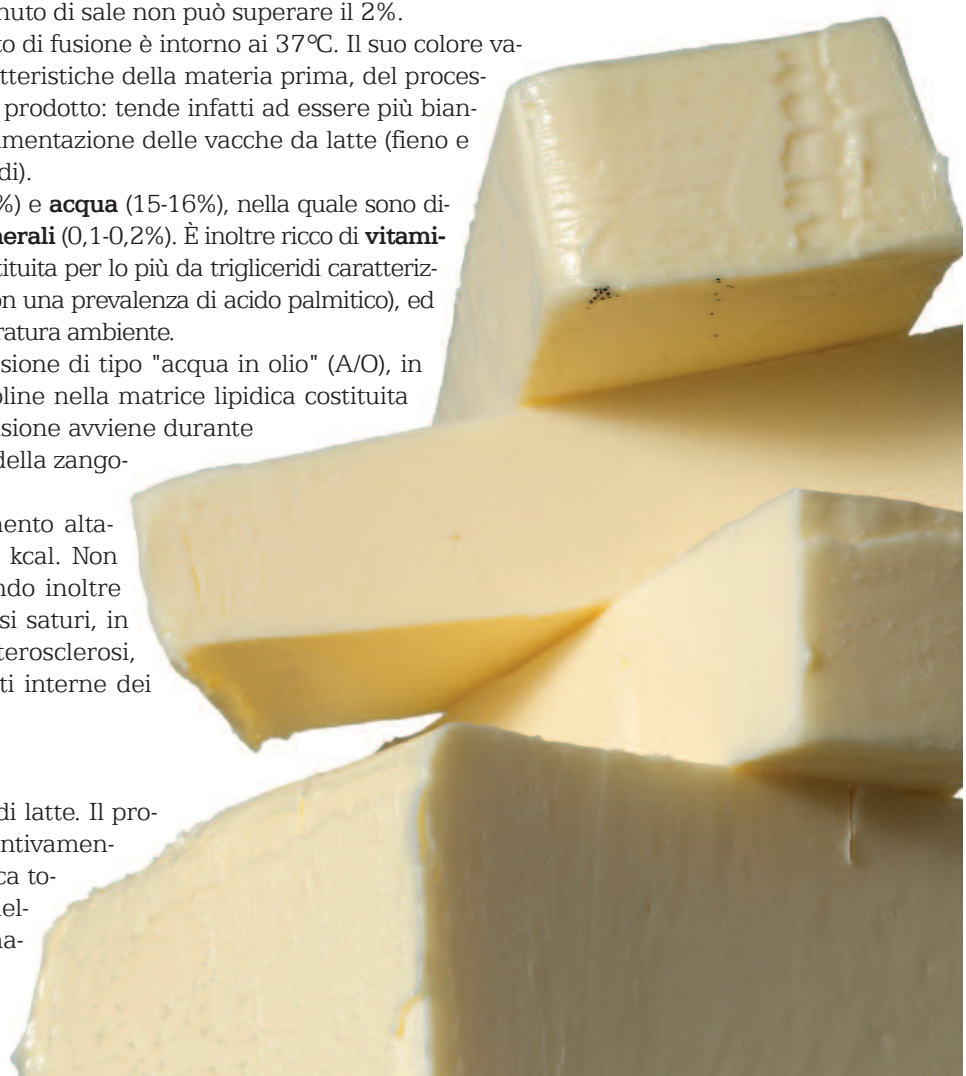 nuto di sale non può superare il 2%.
to di fusione è intorno ai 37°C. Il suo colore va-
atteristiche della materia prima, del proces-
prodotto: tende infatti ad essere più bian-
imentazione delle vacche da latte (fieno e
di).
%) e acqua (15-16%), nella quale sono di-
nerali (0,1-0,2%). È inoltre ricco di vitami-
tituita per lo più da trigliceridi caratteriz-
on una prevalenza di acido palmitico), ed
ratura ambiente.
sione di tipo "acqua in olio" (A/O), in
oline nella matrice lipidica costituita
sione avviene durante
della zango-
ento alta-
kcal. Non
ndo inoltre
si saturi, in
terosclerosi,
ti interne dei
di latte. Il pro-
entivamen-
ca to-
nel-
na-